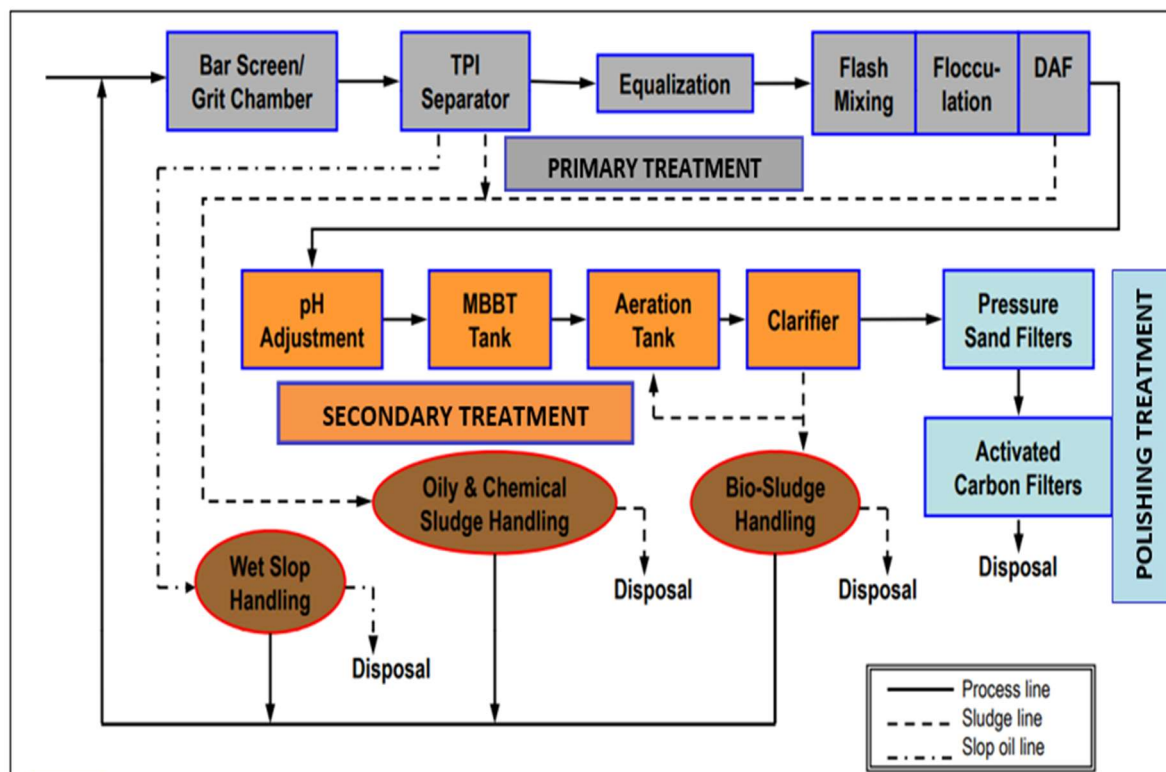 Bar Screen/
Grit Chamber
TPI
Separator
Equalization
Flash
Mixing
Floccu-
lation
DAF
PRIMARY TREATMENT
pH
Adjustment
MBBT
Tank
Aeration
Tank
Clarifier
Pressure
Sand Filters
SECONDARY TREATMENT
Activated
Carbon Filters
POLISHING TREATMENT
Oily & Chemical
Sludge Handling
Bio-Sludge
Handling
Wet Slop
Handling
Disposal
Disposal
Disposal
Disposal
Process line
Sludge line
Slop oil line